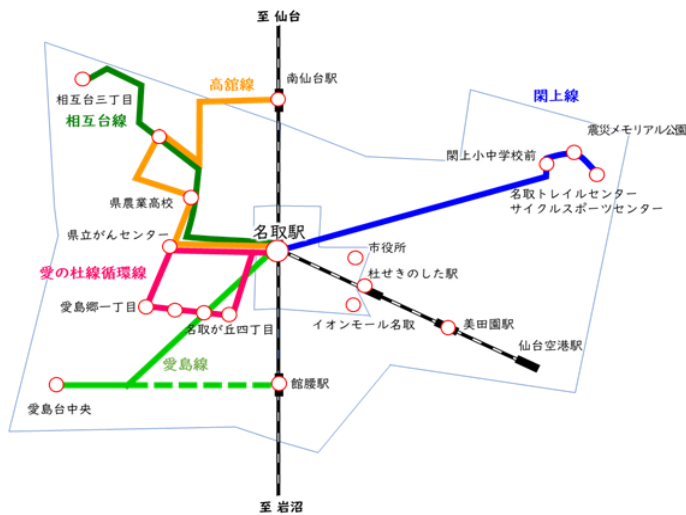 至 仙台
南仙台駅
高舘線
相互台三丁目
相互台線
閖上線
震災メモリアル公園
閖上小中学校前
名取トレイルセンター
サイクルスポーツセンター
県農業高校
県立がんセンター
名取駅
市役所
杜せきのした駅
愛の杜線循環線
愛島郷一丁目
名取が丘四丁目
イオンモール名取
美田園駅
仙台空港駅
愛島線
館腰駅
愛島台中央
至 岩沼